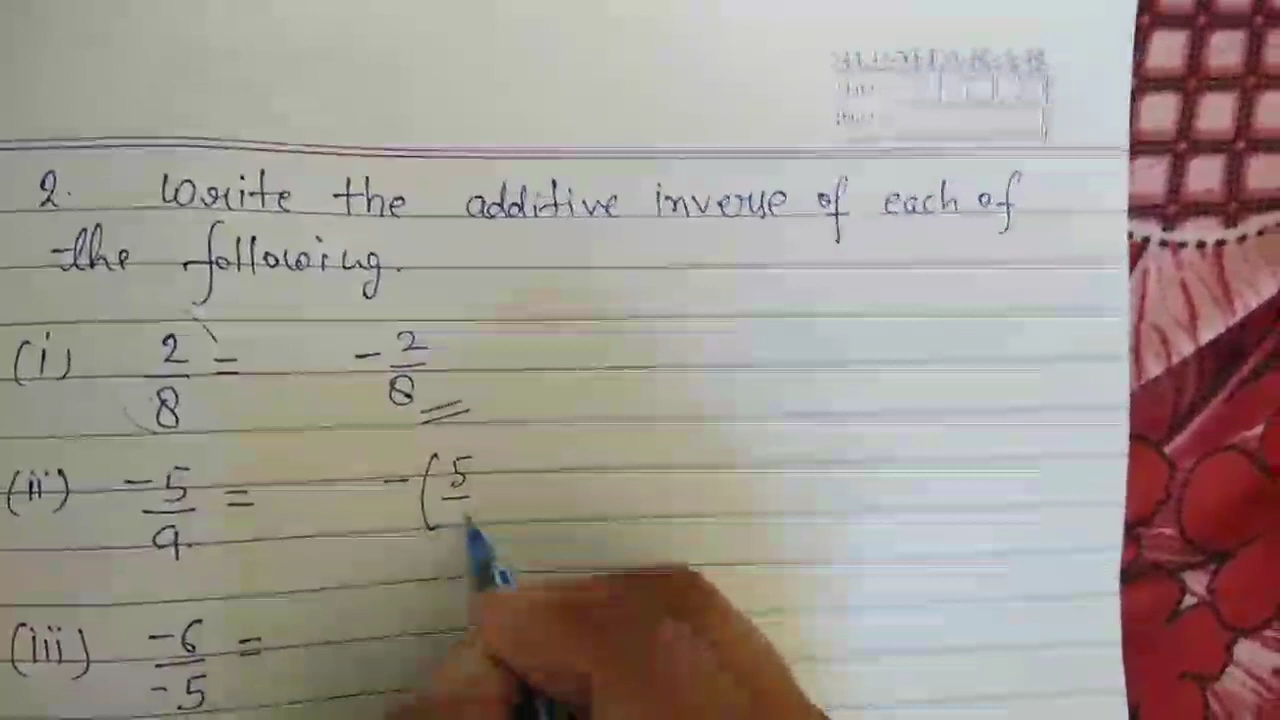 2. Write the additive inverse of each of
the following.
(i) 2/8 = - 2/8
(ii) -5/9 = -(5
(iii) -6/-5 =